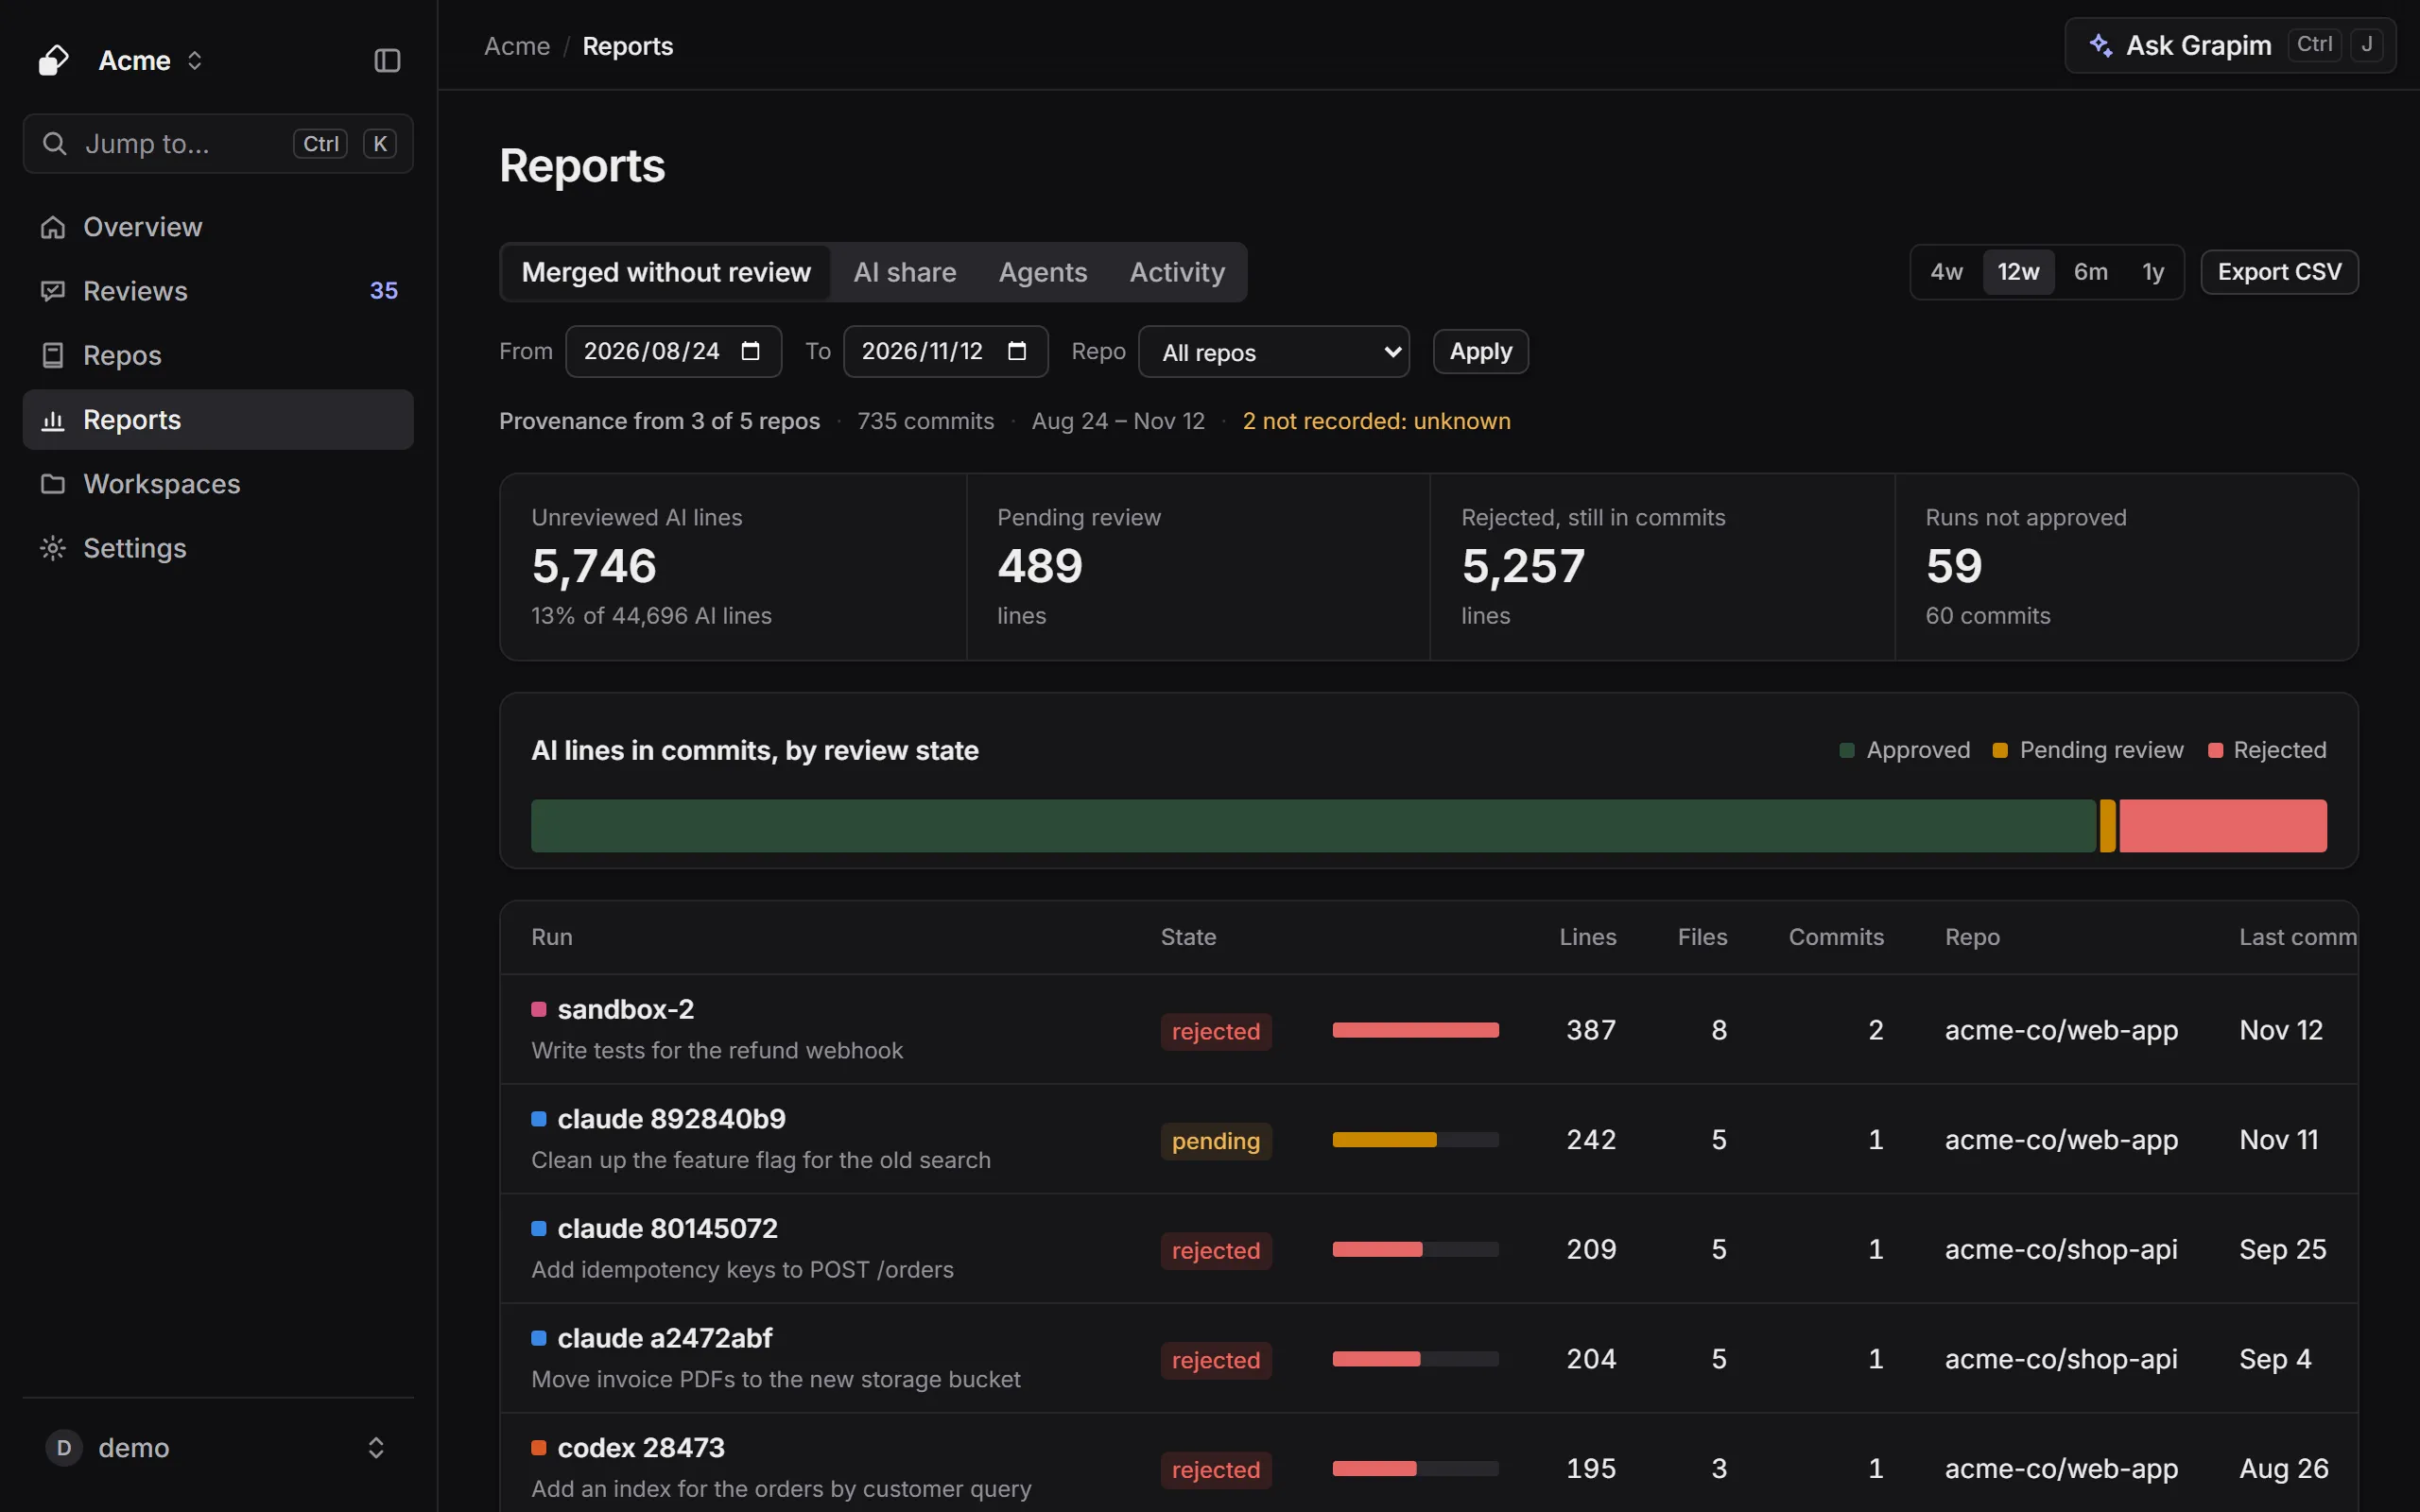 Acme
Jump to...
Ctrl K
Overview
Reviews 35
Repos
Reports
Workspaces
Settings
D demo
Acme / Reports
Ask Grapim Ctrl J
Reports
Merged without review AI share Agents Activity
4w 12w 6m 1y Export CSV
From 2026/08/24 To 2026/11/12 Repo All repos Apply
Provenance from 3 of 5 repos · 735 commits · Aug 24 – Nov 12 · 2 not recorded: unknown
Unreviewed AI lines
5,746
13% of 44,696 AI lines
Pending review
489
lines
Rejected, still in commits
5,257
lines
Runs not approved
59
60 commits
AI lines in commits, by review state
Approved Pending review Rejected
Run State Lines Files Commits Repo Last comm
sandbox-2
Write tests for the refund webhook
rejected 387 8 2 acme-co/web-app Nov 12
claude 892840b9
Clean up the feature flag for the old search
pending 242 5 1 acme-co/web-app Nov 11
claude 80145072
Add idempotency keys to POST /orders
rejected 209 5 1 acme-co/shop-api Sep 25
claude a2472abf
Move invoice PDFs to the new storage bucket
rejected 204 5 1 acme-co/shop-api Sep 4
codex 28473
Add an index for the orders by customer query
rejected 195 3 1 acme-co/web-app Aug 26